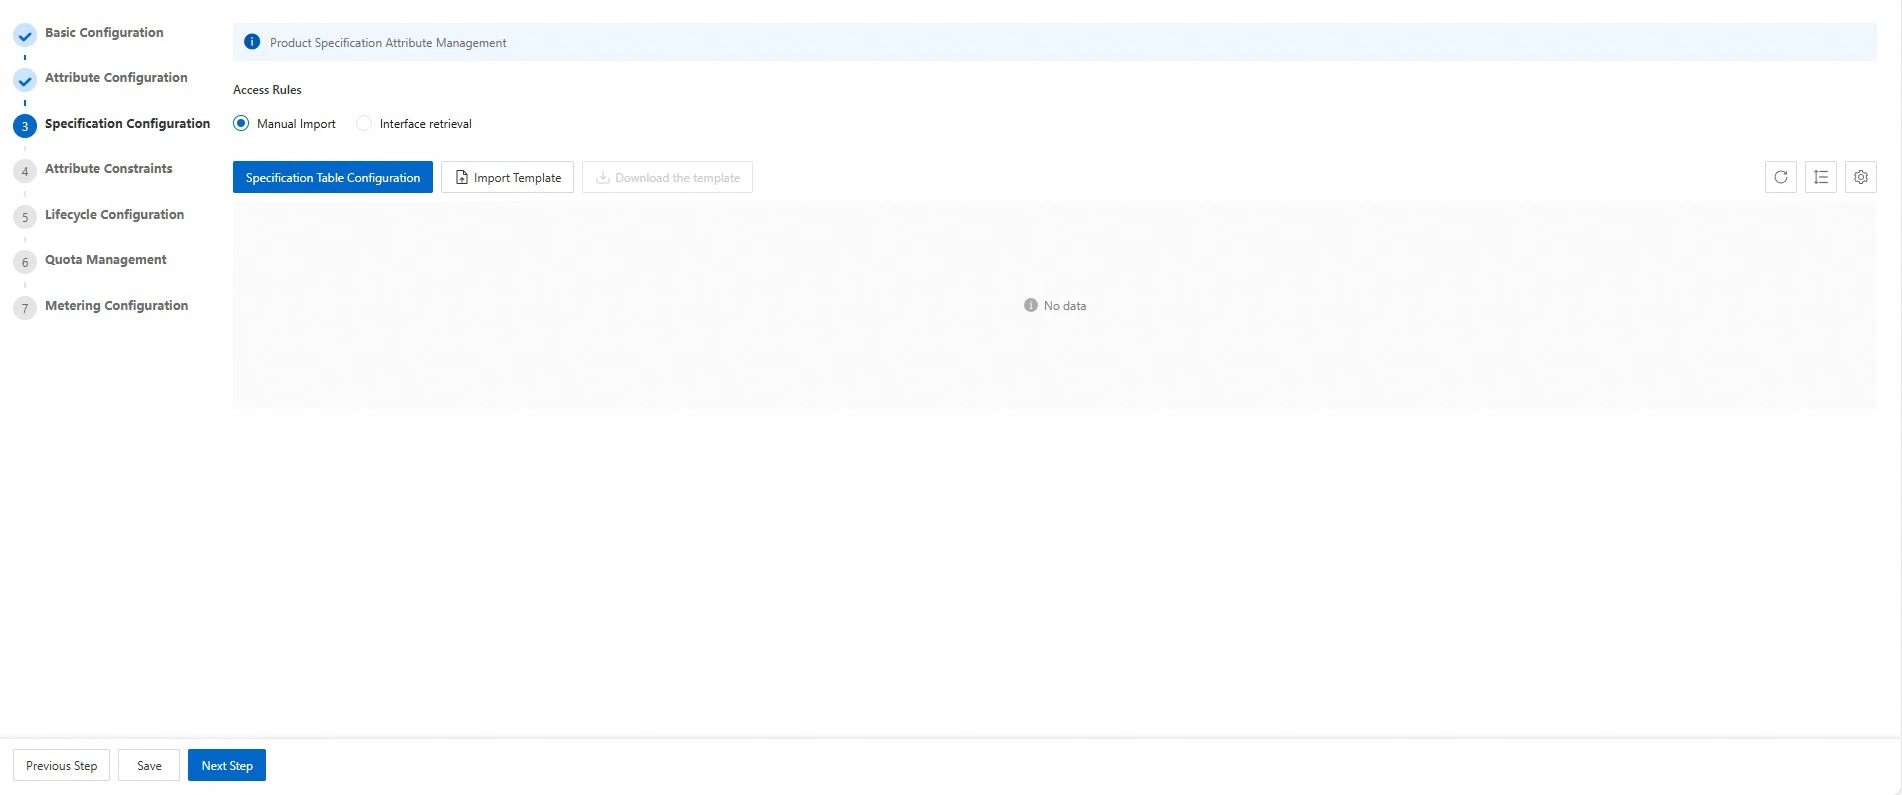 Basic Configuration
Attribute Configuration
3 Specification Configuration
4 Attribute Constraints
5 Lifecycle Configuration
6 Quota Management
7 Metering Configuration
Product Specification Attribute Management
Access Rules
Manual Import Interface retrieval
Specification Table Configuration Import Template Download the template
No data
Previous Step Save Next Step